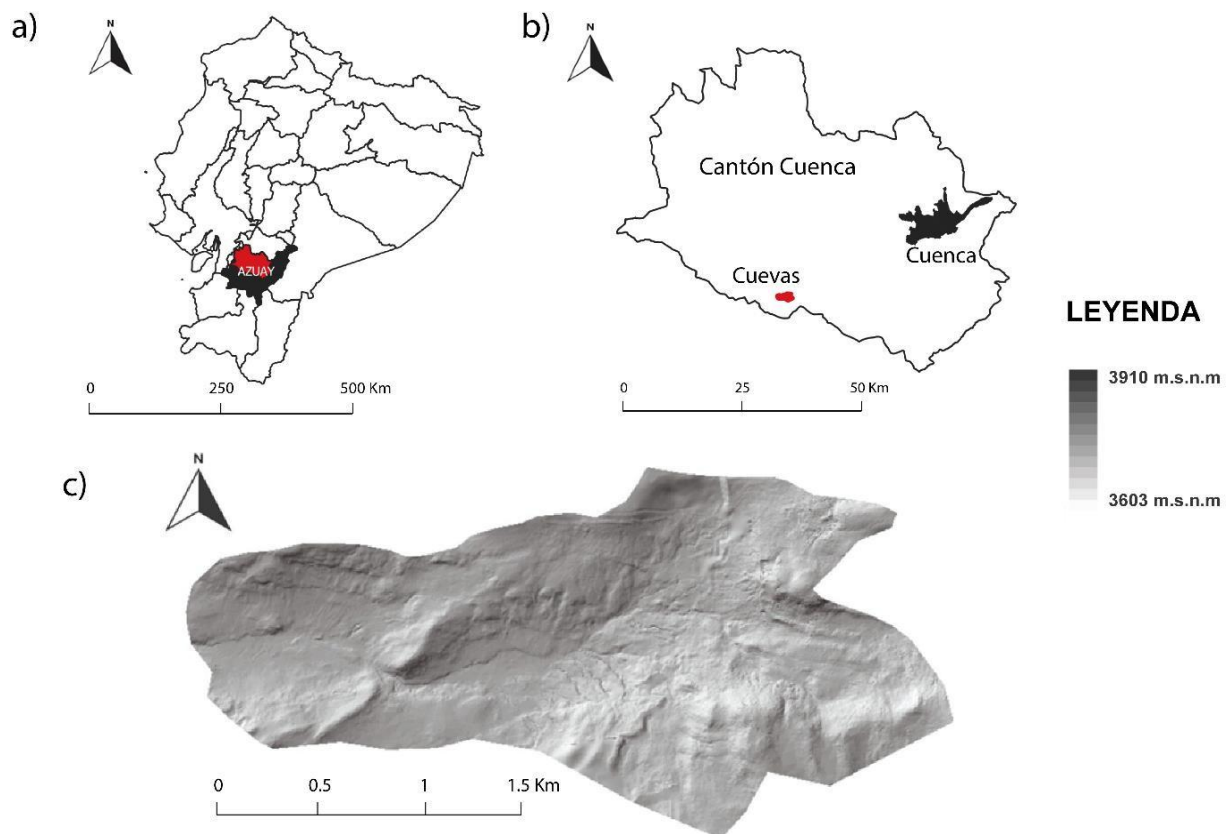 a)
N
AZUAY
0 250 500 Km
b)
N
Cantón Cuenca
Cuenca
Cuevas
0 25 50 Km
LEYENDA
3910 m.s.n.m
3603 m.s.n.m
c)
N
0 0.5 1 1.5 Km